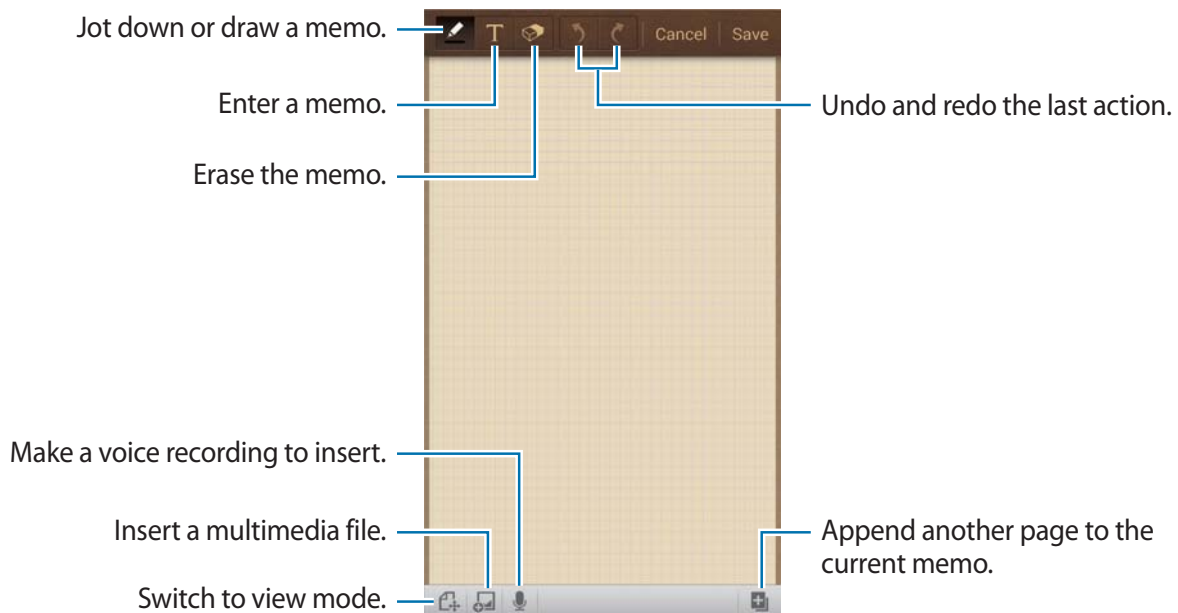 Jot down or draw a memo.
T
Cancel
Save
Enter a memo.
Undo and redo the last action.
Erase the memo.
Make a voice recording to insert.
Insert a multimedia file.
Append another page to the
current memo.
Switch to view mode.